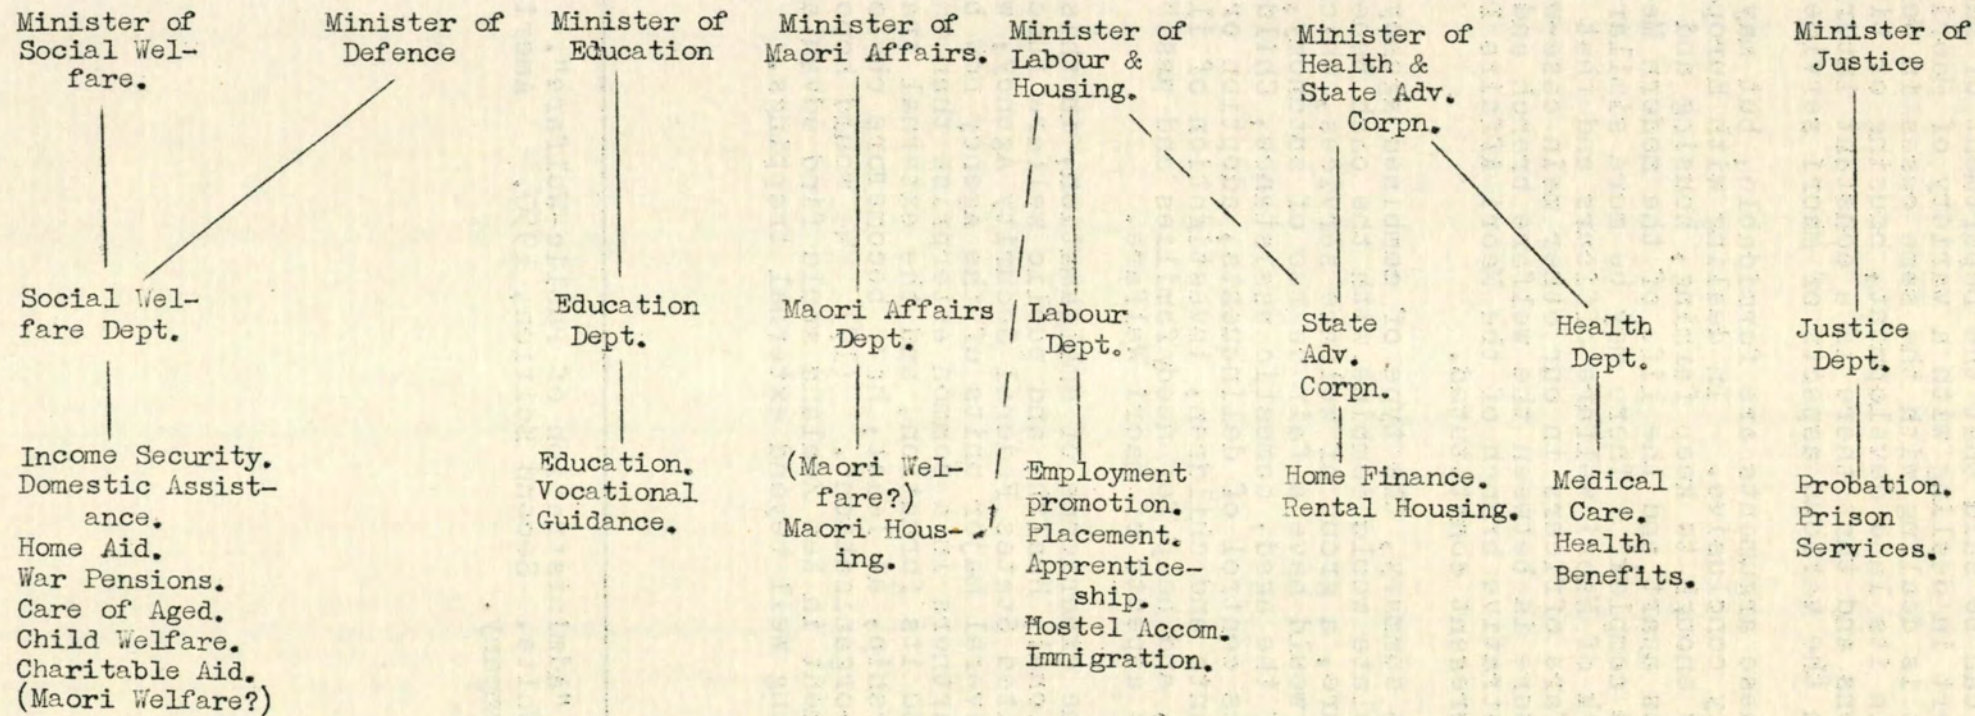 Minister of
Social Wel-
fare.
Minister of
Defence
Minister of
Education
Minister of
Maori Affairs.
Minister of
Labour &
Housing.
Minister of
Health &
State Adv.
Corpn.
Minister of
Justice
Social Wel-
fare Dept.
Education
Dept.
Maori Affairs
Dept.
Labour
Dept.
State
Adv.
Corpn.
Health
Dept.
Justice
Dept.
Income Security.
Domestic Assist-
ance.
Home Aid.
War Pensions.
Care of Aged.
Child Welfare.
Charitable Aid.
(Maori Welfare?)
Education.
Vocational
Guidance.
(Maori Wel-
fare?)
Maori Hous-
ing.
Employment
promotion.
Placement.
Apprentice-
ship.
Hostel Accom.
Immigration.
Home Finance.
Rental Housing.
Medical
Care.
Health
Benefits.
Probation.
Prison
Services.